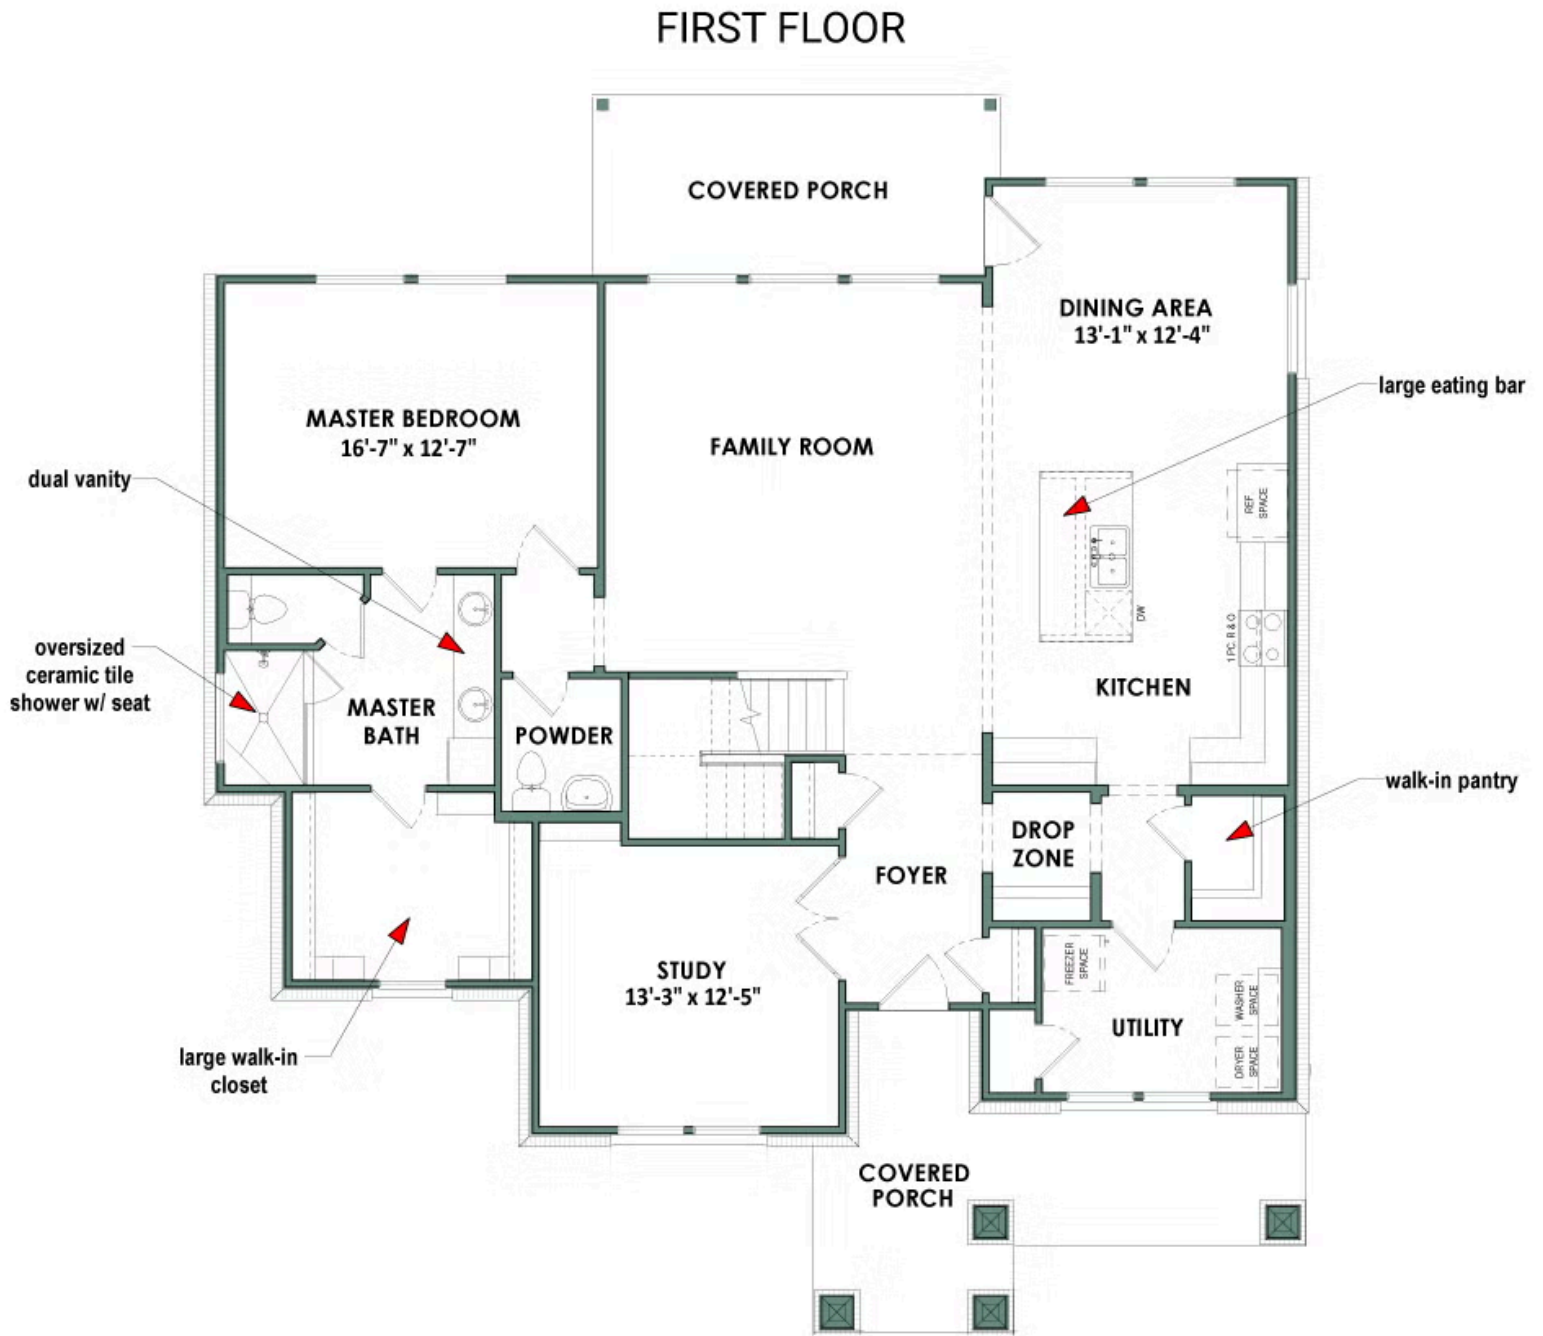 FIRST FLOOR
COVERED PORCH
DINING AREA
13'-1" x 12'-4"
large eating bar
MASTER BEDROOM
16'-7" x 12'-7"
FAMILY ROOM
dual vanity
REF.
SPACE
DW
1 PC. R & O
KITCHEN
oversized
ceramic tile
shower w/ seat
MASTER
BATH
POWDER
walk-in pantry
DROP
ZONE
FOYER
STUDY
13'-3" x 12'-5"
FREEZER
SPACE
WASHER
SPACE
UTILITY
DRYER
SPACE
large walk-in
closet
COVERED
PORCH